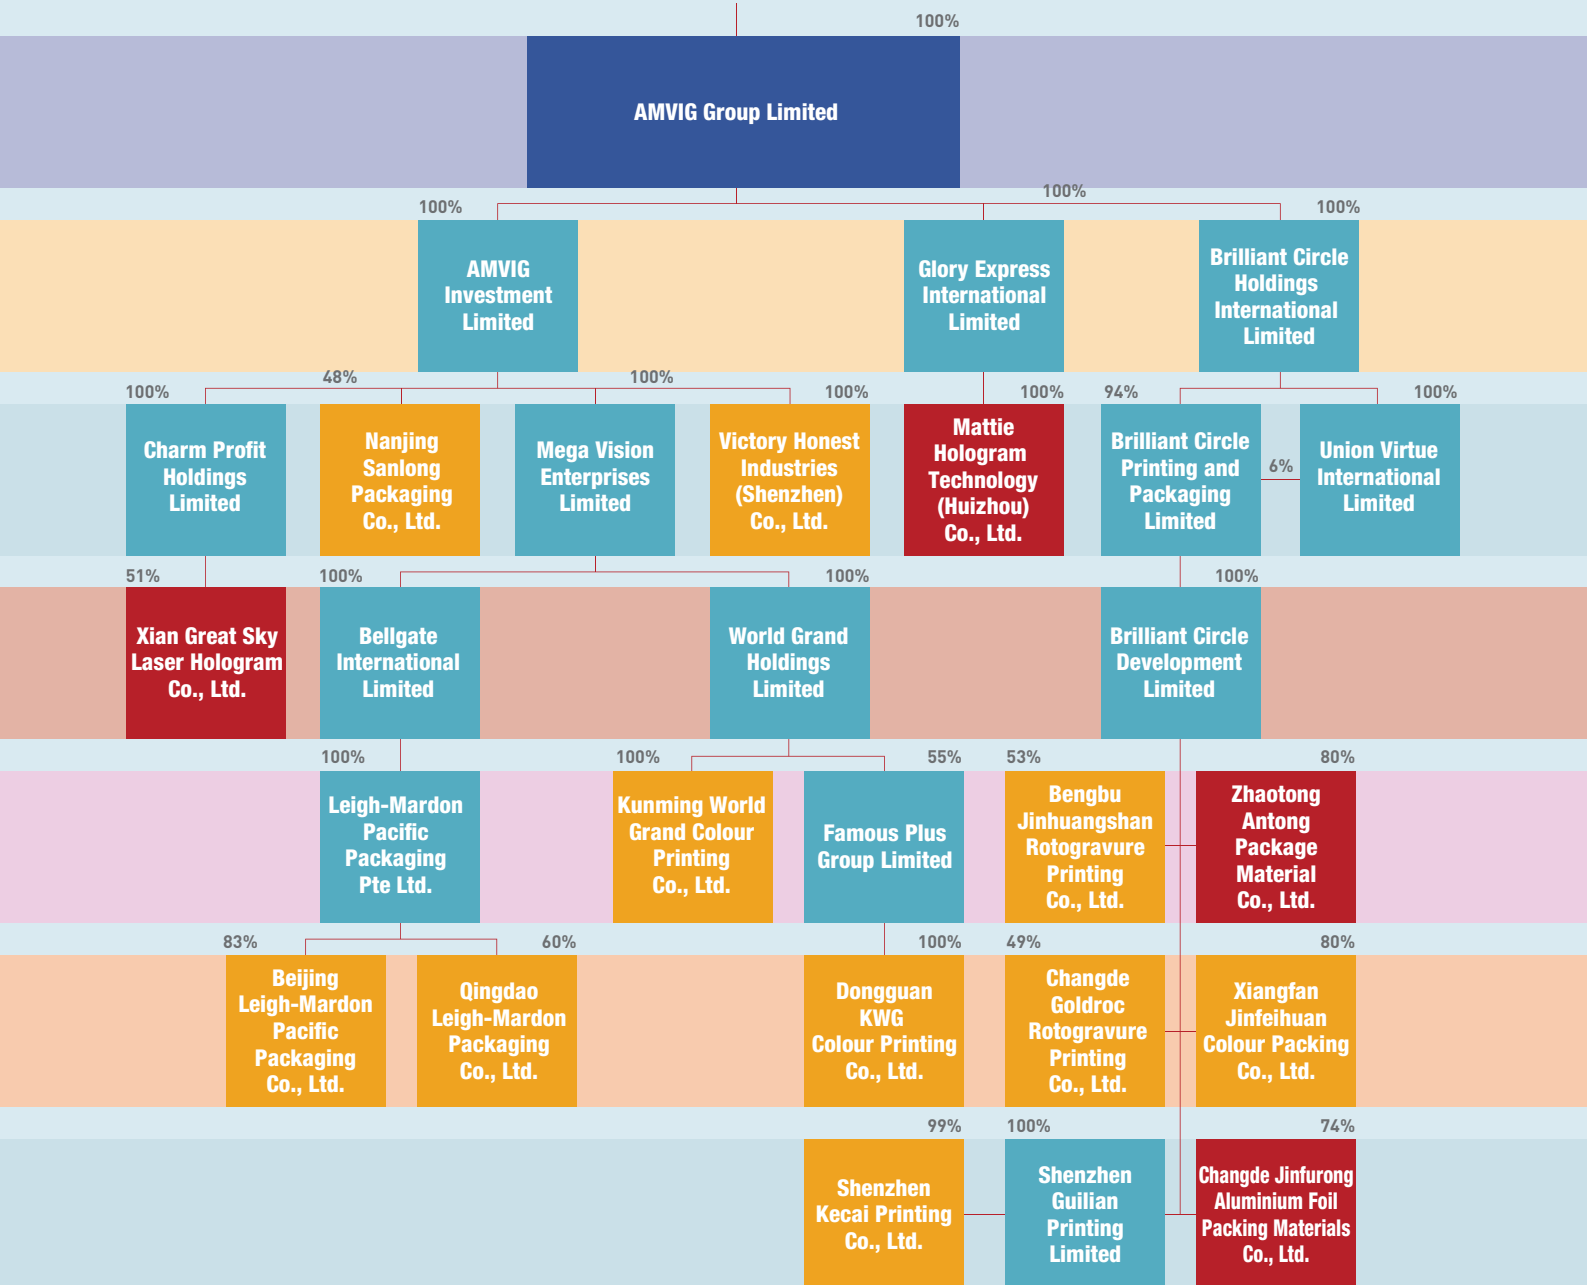 100%
AMVIG Group Limited
100%
100%
100%
AMVIG
Investment
Limited
Glory Express
International
Limited
Brilliant Circle
Holdings
International
Limited
100%
48%
100%
100%
100%
94%
100%
Charm Profit
Holdings
Limited
Nanjing
Sanlong
Packaging
Co., Ltd.
Mega Vision
Enterprises
Limited
Victory Honest
Industries
(Shenzhen)
Co., Ltd.
Mattie
Hologram
Technology
(Huizhou)
Co., Ltd.
Brilliant Circle
Printing and
Packaging
Limited
6%
Union Virtue
International
Limited
51%
100%
100%
100%
Xian Great Sky
Laser Hologram
Co., Ltd.
Bellgate
International
Limited
World Grand
Holdings
Limited
Brilliant Circle
Development
Limited
100%
100%
55%
53%
80%
Leigh-Mardon
Pacific
Packaging
Pte Ltd.
Kunming World
Grand Colour
Printing
Co., Ltd.
Famous Plus
Group Limited
Bengbu
Jinhuangshan
Rotogravure
Printing
Co., Ltd.
Zhaotong
Antong
Package
Material
Co., Ltd.
83%
60%
100%
49%
80%
Beijing
Leigh-Mardon
Pacific
Packaging
Co., Ltd.
Qingdao
Leigh-Mardon
Packaging
Co., Ltd.
Dongguan
KWG
Colour Printing
Co., Ltd.
Changde
Goldroc
Rotogravure
Printing
Co., Ltd.
Xiangfan
Jinfeihuan
Colour Packing
Co., Ltd.
99%
100%
74%
Shenzhen
Kecai Printing
Co., Ltd.
Shenzhen
Guilian
Printing
Limited
Changde Jinfurong
Aluminium Foil
Packing Materials
Co., Ltd.